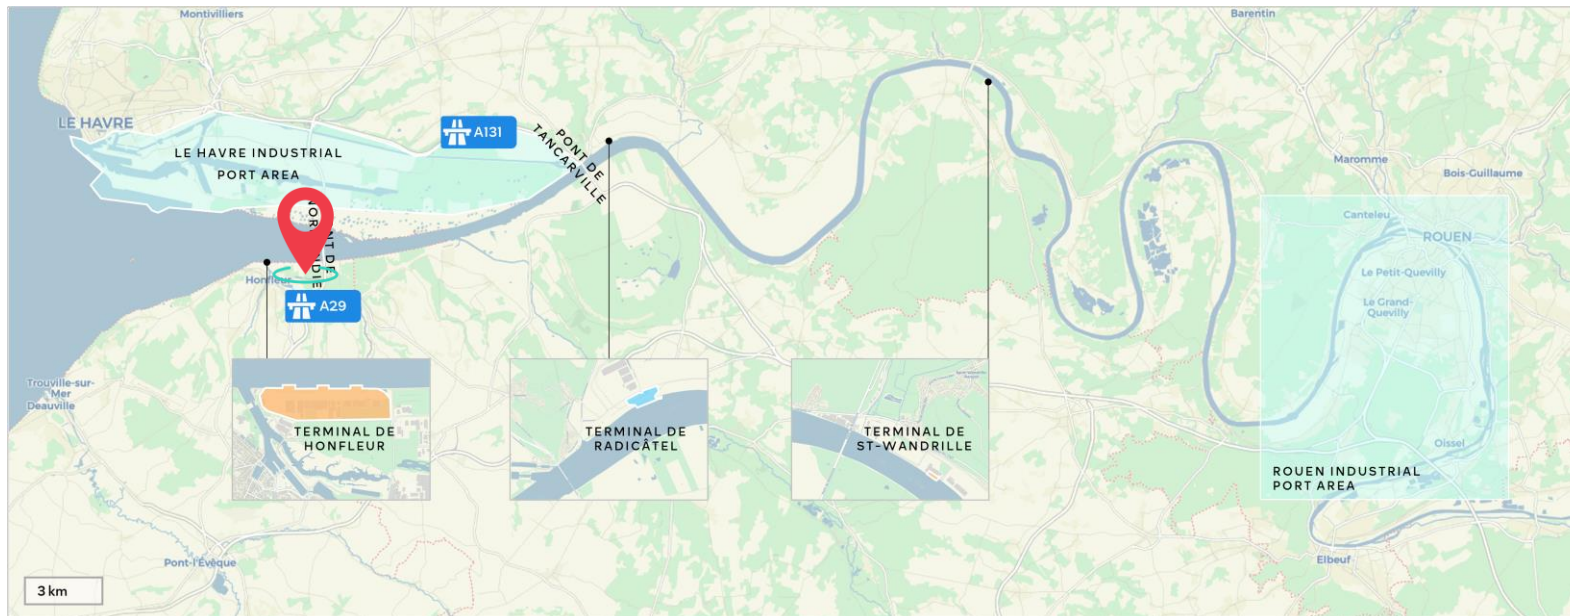 Montivilliers
Barentin
LE HAVRE
A131
PONT DE
TANCARVILLE
LE HAVRE INDUSTRIAL
PORT AREA
Maromme
Bois-Guillaume
Canteleu
ROUEN
Honfleur
A29
Le Petit-Quevilly
Le Grand-
Quevilly
Trouville-sur-
Mer
Deauville
TERMINAL DE
HONFLEUR
TERMINAL DE
RADICÂTEL
TERMINAL DE
ST-WANDRILLE
Oissel
ROUEN INDUSTRIAL
PORT AREA
Pont-l'Évêque
Elbeuf
3 km